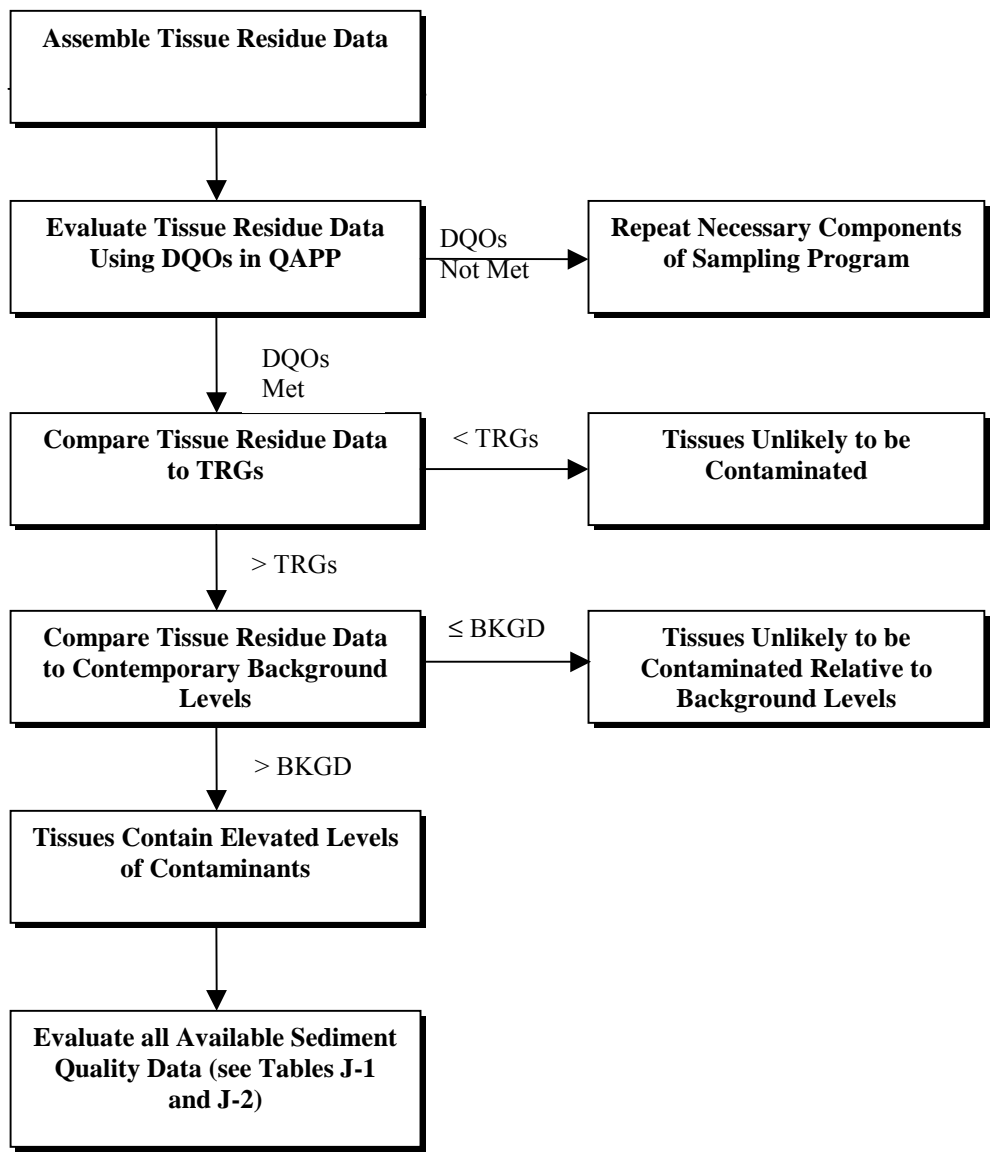 Assemble Tissue Residue Data
Evaluate Tissue Residue Data
Using DQOs in QAPP
DQOs
Not Met
Repeat Necessary Components
of Sampling Program
DQOs
Met
Compare Tissue Residue Data
to TRGs
< TRGs
Tissues Unlikely to be
Contaminated
> TRGs
Compare Tissue Residue Data
to Contemporary Background
Levels
≤ BKGD
Tissues Unlikely to be
Contaminated Relative to
Background Levels
> BKGD
Tissues Contain Elevated Levels
of Contaminants
Evaluate all Available Sediment
Quality Data (see Tables J-1
and J-2)